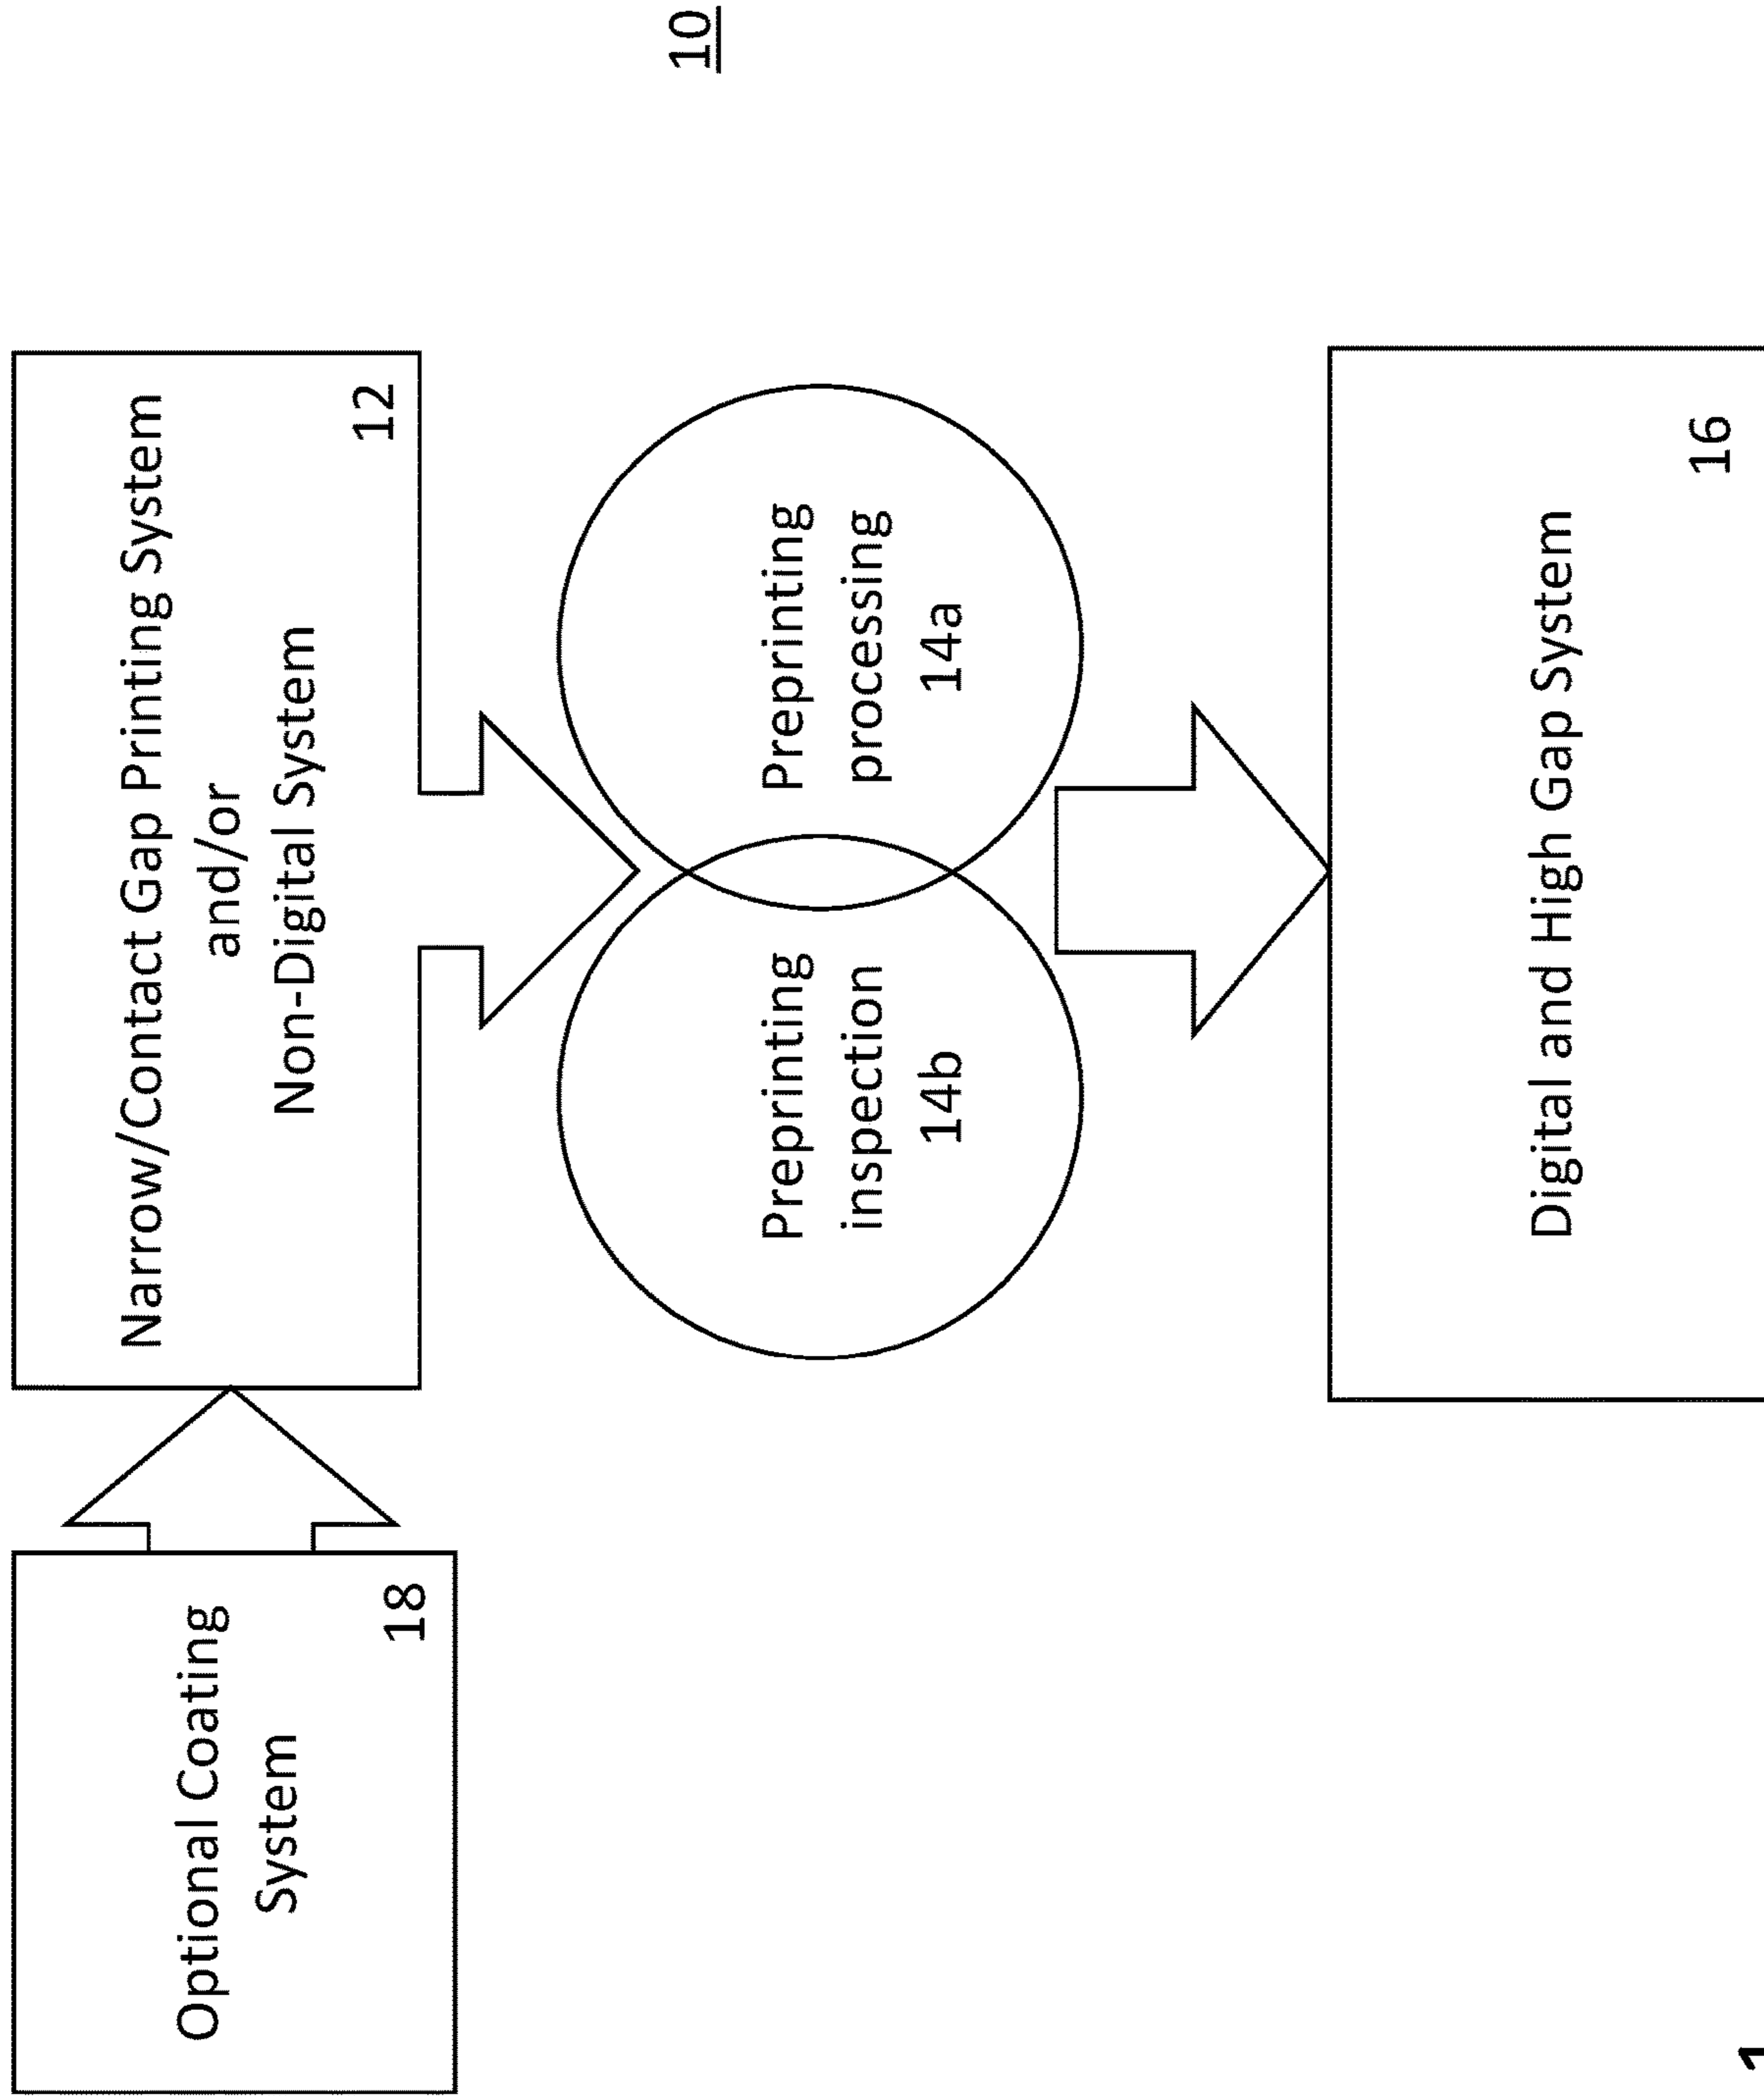 Optional Coating
System
18
Narrow/Contact Gap Printing System
and/or
Non-Digital System
12
10
Preprinting
inspection
14b
Preprinting
processing
14a
Digital and High Gap System
16